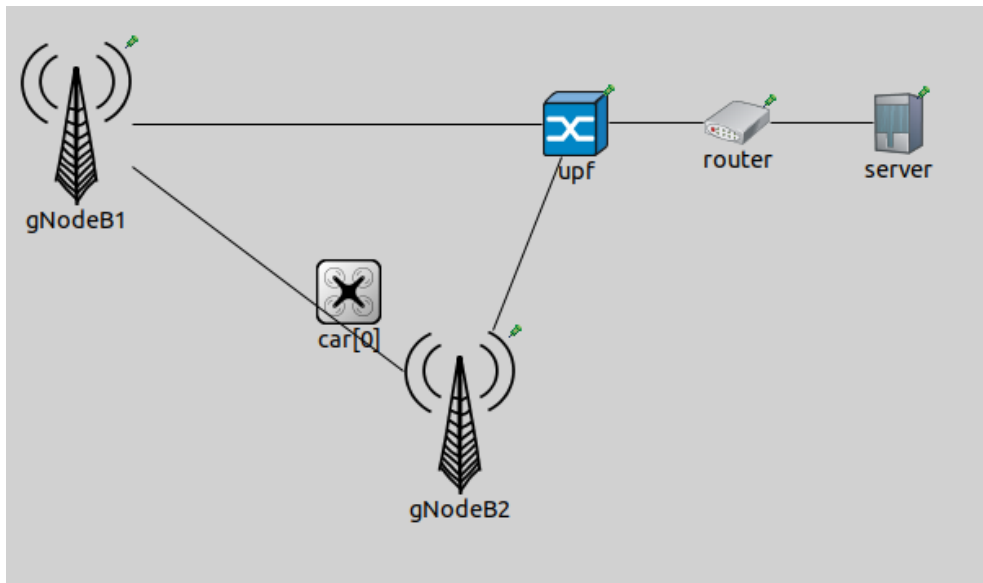 gNodeB1
upf
router
server
car[0]
gNodeB2